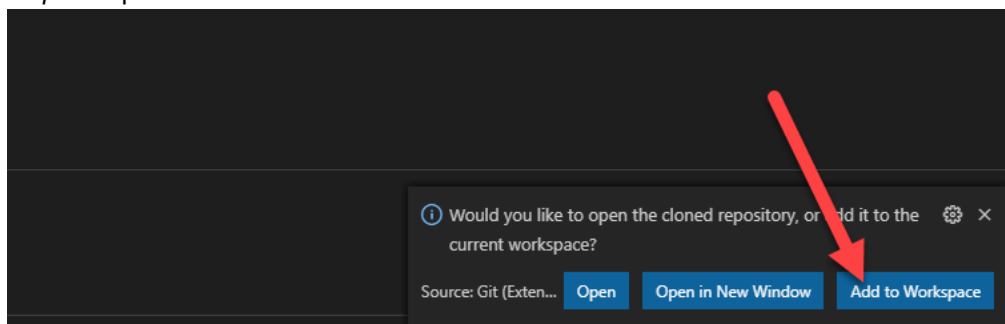 Would you like to open the cloned repository, or add it to the
current workspace?
Source: Git (Exten... Open Open in New Window Add to Workspace